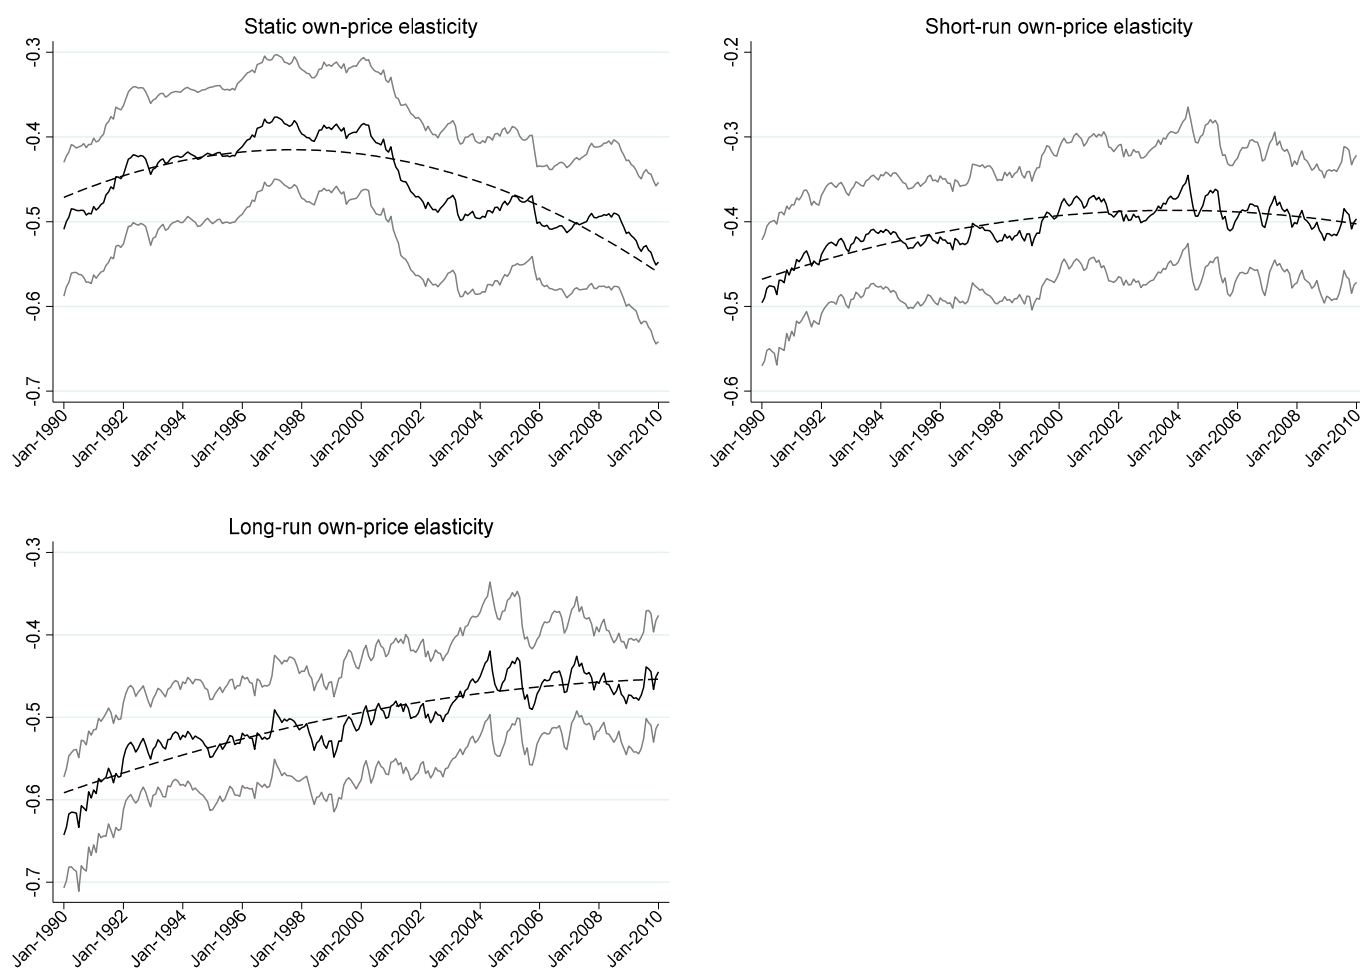 Static own-price elasticity
-0.3
-0.4
-0.5
-0.6
-0.7
Jan-1990
Jan-1992
Jan-1994
Jan-1996
Jan-1998
Jan-2000
Jan-2002
Jan-2004
Jan-2006
Jan-2008
Jan-2010
Short-run own-price elasticity
-0.2
-0.3
-0.4
-0.5
-0.6
Jan-1990
Jan-1992
Jan-1994
Jan-1996
Jan-1998
Jan-2000
Jan-2002
Jan-2004
Jan-2006
Jan-2008
Jan-2010
Long-run own-price elasticity
-0.3
-0.4
-0.5
-0.6
-0.7
Jan-1990
Jan-1992
Jan-1994
Jan-1996
Jan-1998
Jan-2000
Jan-2002
Jan-2004
Jan-2006
Jan-2008
Jan-2010